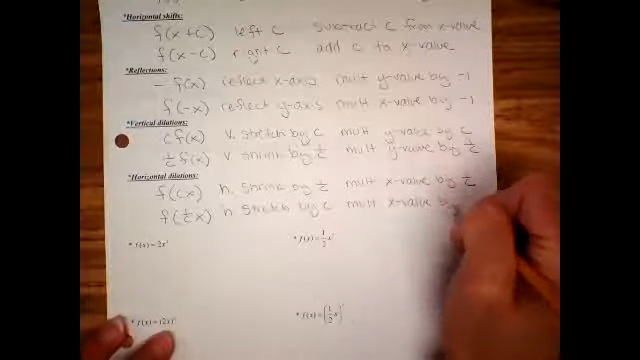 *Horizontal shifts:
f(x+c) left c subtract c from x-value
f(x-c) right c add c to x-value
*Reflections:
- f(x) reflect x-axis mult y-value by -1
f(-x) reflect y-axis mult x-value by -1
*Vertical dilations:
c f(x) v. stretch by c mult y-value by c
1/c f(x) v shrink by 1/c mult y-value by 1/c
*Horizontal dilations:
f(cx) h. shrink by 1/c mult x-value by 1/c
f(1/c x) h stretch by c mult x-value by
* f(x) = 2x² * f(x) = 1/2 x²
* f(x) = (2x)² * f(x) = (1/2 x)²